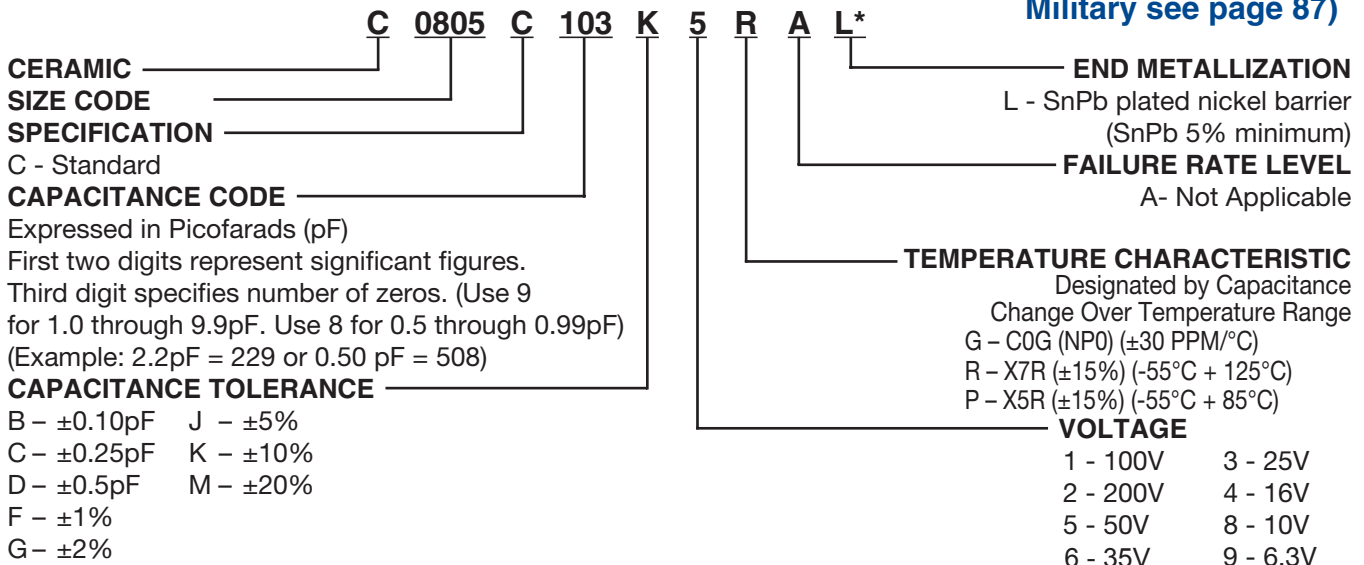 Military see page 87)
C 0805 C 103 K 5 R A L*
CERAMIC
SIZE CODE
SPECIFICATION
C - Standard
CAPACITANCE CODE
Expressed in Picofarads (pF)
First two digits represent significant figures.
Third digit specifies number of zeros. (Use 9
for 1.0 through 9.9pF. Use 8 for 0.5 through 0.99pF)
(Example: 2.2pF = 229 or 0.50 pF = 508)
CAPACITANCE TOLERANCE
B – ±0.10pF J – ±5%
C – ±0.25pF K – ±10%
D – ±0.5pF M – ±20%
F – ±1%
G – ±2%
END METALLIZATION
L - SnPb plated nickel barrier
(SnPb 5% minimum)
FAILURE RATE LEVEL
A- Not Applicable
TEMPERATURE CHARACTERISTIC
Designated by Capacitance
Change Over Temperature Range
G – C0G (NP0) (±30 PPM/°C)
R – X7R (±15%) (-55°C + 125°C)
P – X5R (±15%) (-55°C + 85°C)
VOLTAGE
1 - 100V 3 - 25V
2 - 200V 4 - 16V
5 - 50V 8 - 10V
6 - 35V 9 - 6.3V